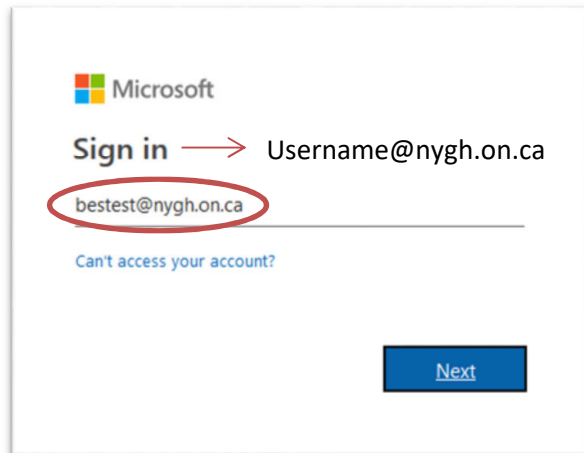 Microsoft
Sign in Username@nygh.on.ca
bestest@nygh.on.ca
Can't access your account?
Next